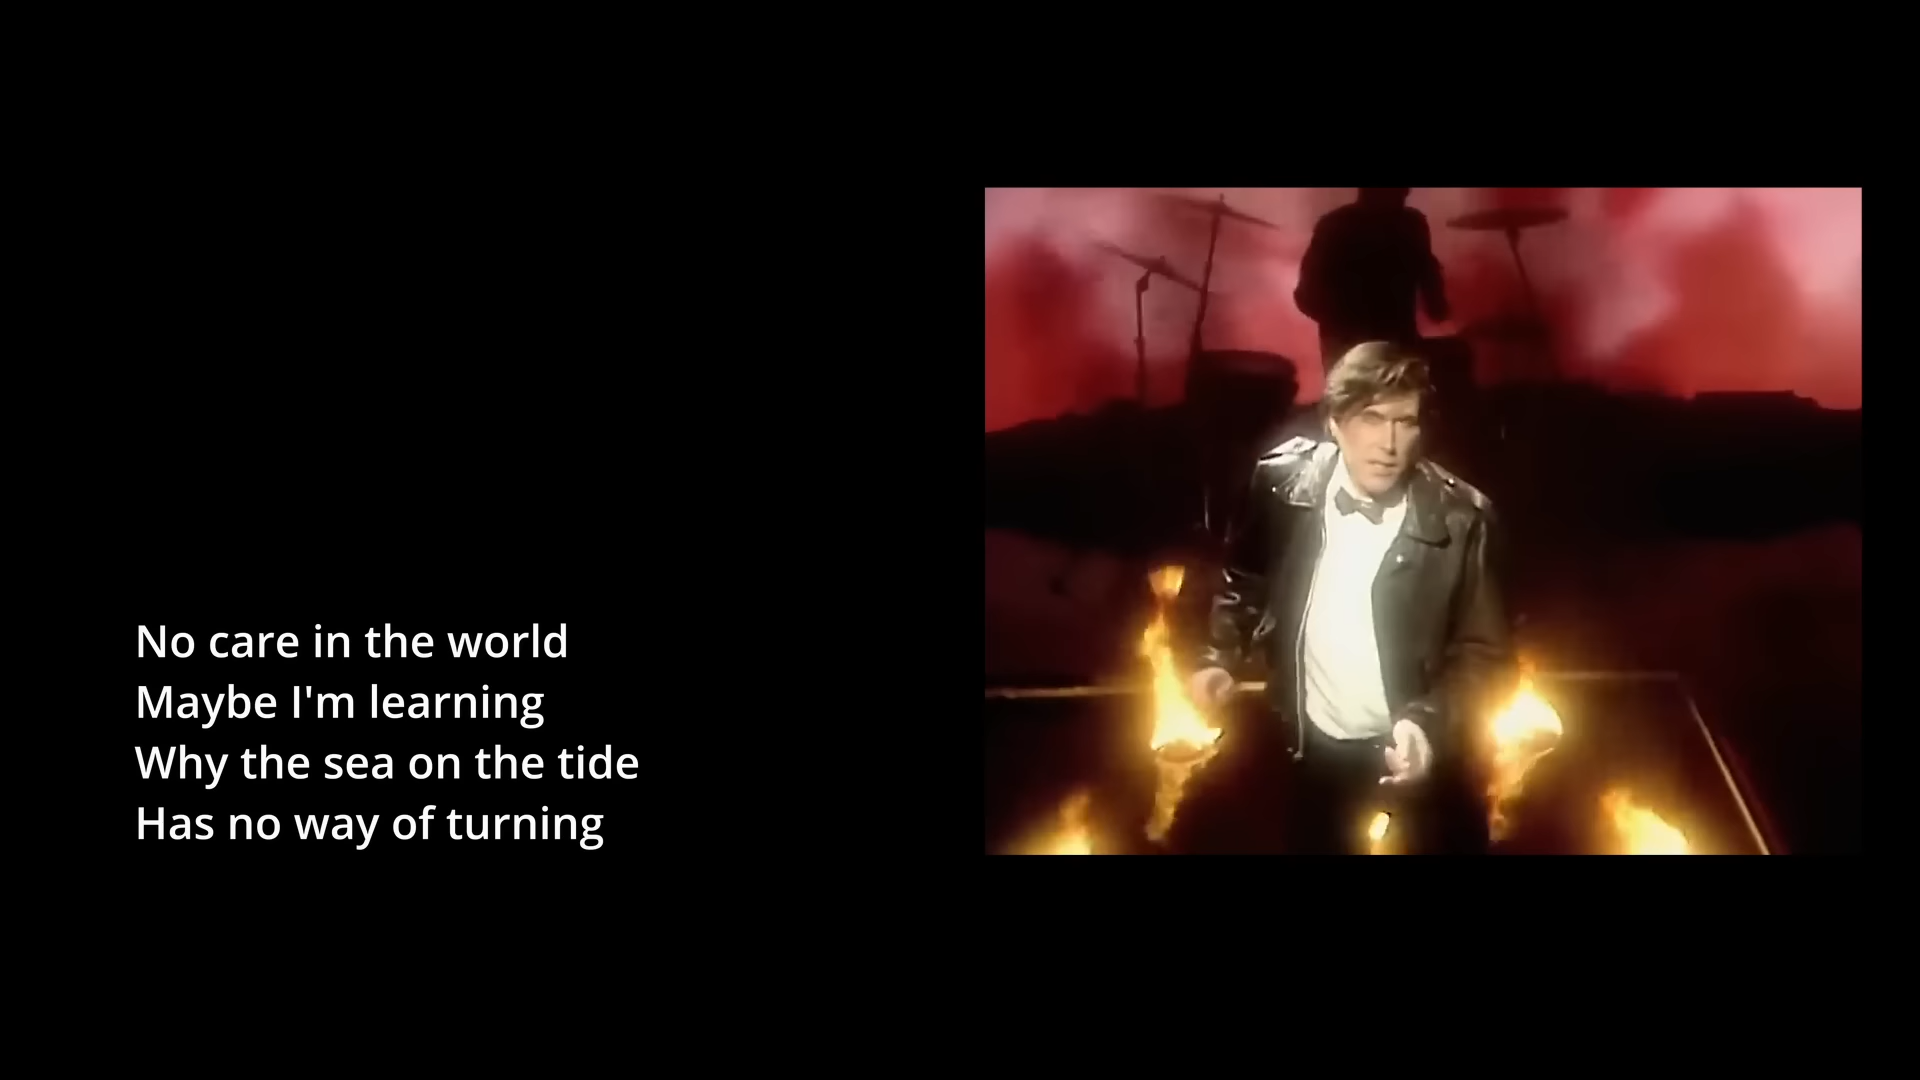 No care in the world
Maybe I'm learning
Why the sea on the tide
Has no way of turning